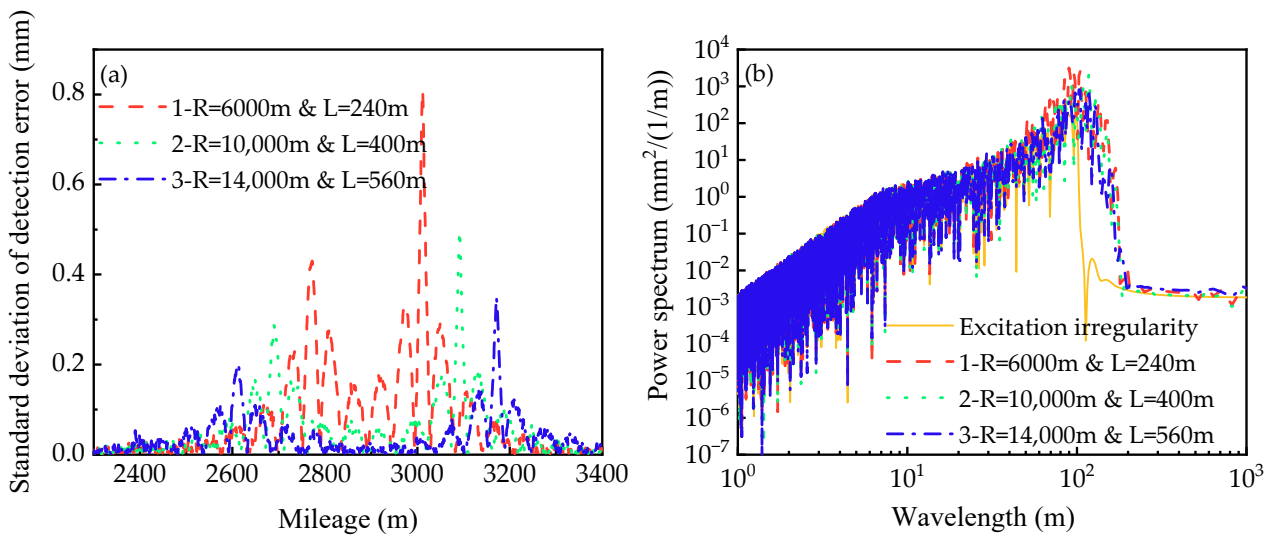 (a)
Standard deviation of detection error (mm)
0.8
0.6
0.4
0.2
0.0
1-R=6000m & L=240m
2-R=10,000m & L=400m
3-R=14,000m & L=560m
2400 2600 2800 3000 3200 3400
Mileage (m)
(b)
Power spectrum (mm²/(1/m))
10⁴
10³
10²
10¹
10⁰
10⁻¹
10⁻²
10⁻³
10⁻⁴
10⁻⁵
10⁻⁶
10⁻⁷
Excitation irregularity
1-R=6000m & L=240m
2-R=10,000m & L=400m
3-R=14,000m & L=560m
10⁰ 10¹ 10² 10³
Wavelength (m)